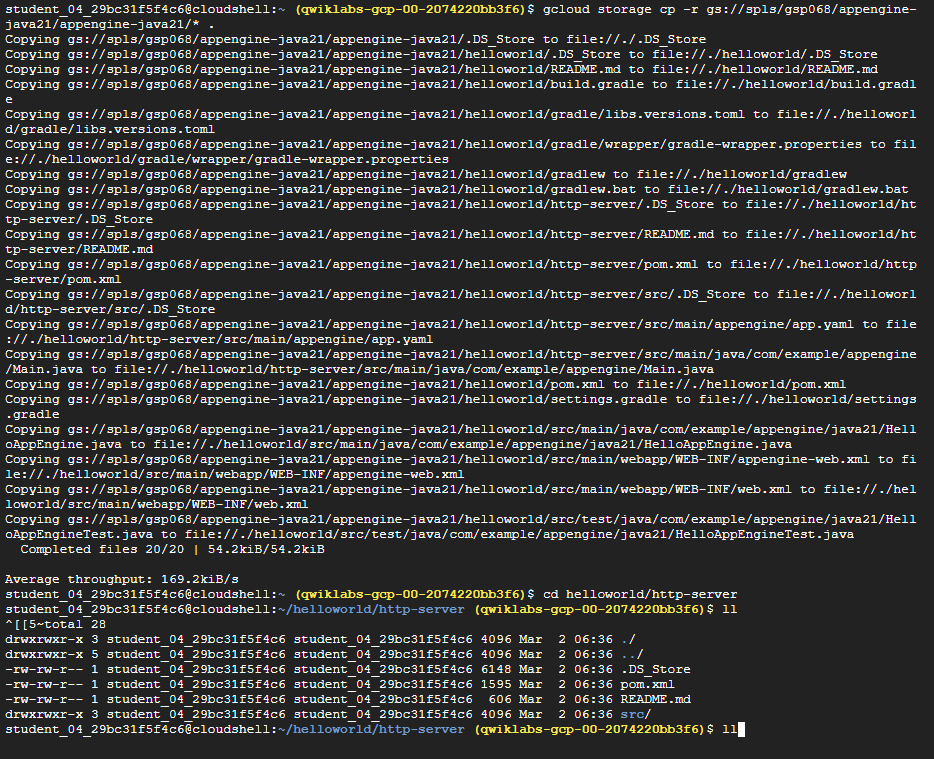 student_04_29bc31f5f4c6@cloudshell:~ (qwiklabs-gcp-00-2074220bb3f6)$ gcloud storage cp -r gs://spls/gsp068/appengine-
java21/appengine-java21/* .
Copying gs://spls/gsp068/appengine-java21/appengine-java21/.DS_Store to file://./.DS_Store
Copying gs://spls/gsp068/appengine-java21/appengine-java21/helloworld/.DS_Store to file://./helloworld/.DS_Store
Copying gs://spls/gsp068/appengine-java21/appengine-java21/helloworld/README.md to file://./helloworld/README.md
Copying gs://spls/gsp068/appengine-java21/appengine-java21/helloworld/build.gradle to file://./helloworld/build.gradl
e
Copying gs://spls/gsp068/appengine-java21/appengine-java21/helloworld/gradle/libs.versions.toml to file://./helloworl
d/gradle/libs.versions.toml
Copying gs://spls/gsp068/appengine-java21/appengine-java21/helloworld/gradle/wrapper/gradle-wrapper.properties to fil
e://./helloworld/gradle/wrapper/gradle-wrapper.properties
Copying gs://spls/gsp068/appengine-java21/appengine-java21/helloworld/gradlew to file://./helloworld/gradlew
Copying gs://spls/gsp068/appengine-java21/appengine-java21/helloworld/gradlew.bat to file://./helloworld/gradlew.bat
Copying gs://spls/gsp068/appengine-java21/appengine-java21/helloworld/http-server/.DS_Store to file://./helloworld/ht
tp-server/.DS_Store
Copying gs://spls/gsp068/appengine-java21/appengine-java21/helloworld/http-server/README.md to file://./helloworld/ht
tp-server/README.md
Copying gs://spls/gsp068/appengine-java21/appengine-java21/helloworld/http-server/pom.xml to file://./helloworld/http
-server/pom.xml
Copying gs://spls/gsp068/appengine-java21/appengine-java21/helloworld/http-server/src/.DS_Store to file://./helloworl
d/http-server/src/.DS_Store
Copying gs://spls/gsp068/appengine-java21/appengine-java21/helloworld/http-server/src/main/appengine/app.yaml to file
://./helloworld/http-server/src/main/appengine/app.yaml
Copying gs://spls/gsp068/appengine-java21/appengine-java21/helloworld/http-server/src/main/java/com/example/appengine
/Main.java to file://./helloworld/http-server/src/main/java/com/example/appengine/Main.java
Copying gs://spls/gsp068/appengine-java21/appengine-java21/helloworld/pom.xml to file://./helloworld/pom.xml
Copying gs://spls/gsp068/appengine-java21/appengine-java21/helloworld/settings.gradle to file://./helloworld/settings
.gradle
Copying gs://spls/gsp068/appengine-java21/appengine-java21/helloworld/src/main/java/com/example/appengine/java21/Hell
oAppEngine.java to file://./helloworld/src/main/java/com/example/appengine/java21/HelloAppEngine.java
Copying gs://spls/gsp068/appengine-java21/appengine-java21/helloworld/src/main/webapp/WEB-INF/appengine-web.xml to fi
le://./helloworld/src/main/webapp/WEB-INF/appengine-web.xml
Copying gs://spls/gsp068/appengine-java21/appengine-java21/helloworld/src/main/webapp/WEB-INF/web.xml to file://./hel
loworld/src/main/webapp/WEB-INF/web.xml
Copying gs://spls/gsp068/appengine-java21/appengine-java21/helloworld/src/test/java/com/example/appengine/java21/Hell
oAppEngineTest.java to file://./helloworld/src/test/java/com/example/appengine/java21/HelloAppEngineTest.java
  Completed files 20/20 | 54.2kiB/54.2kiB

Average throughput: 169.2kiB/s
student_04_29bc31f5f4c6@cloudshell:~ (qwiklabs-gcp-00-2074220bb3f6)$ cd helloworld/http-server
student_04_29bc31f5f4c6@cloudshell:~/helloworld/http-server (qwiklabs-gcp-00-2074220bb3f6)$ ll
^[[5~total 28
drwxrwxr-x 3 student_04_29bc31f5f4c6 student_04_29bc31f5f4c6 4096 Mar  2 06:36 ./
drwxrwxr-x 5 student_04_29bc31f5f4c6 student_04_29bc31f5f4c6 4096 Mar  2 06:36 ../
-rw-rw-r-- 1 student_04_29bc31f5f4c6 student_04_29bc31f5f4c6 6148 Mar  2 06:36 .DS_Store
-rw-rw-r-- 1 student_04_29bc31f5f4c6 student_04_29bc31f5f4c6 1595 Mar  2 06:36 pom.xml
-rw-rw-r-- 1 student_04_29bc31f5f4c6 student_04_29bc31f5f4c6  606 Mar  2 06:36 README.md
drwxrwxr-x 3 student_04_29bc31f5f4c6 student_04_29bc31f5f4c6 4096 Mar  2 06:36 src/
student_04_29bc31f5f4c6@cloudshell:~/helloworld/http-server (qwiklabs-gcp-00-2074220bb3f6)$ ll